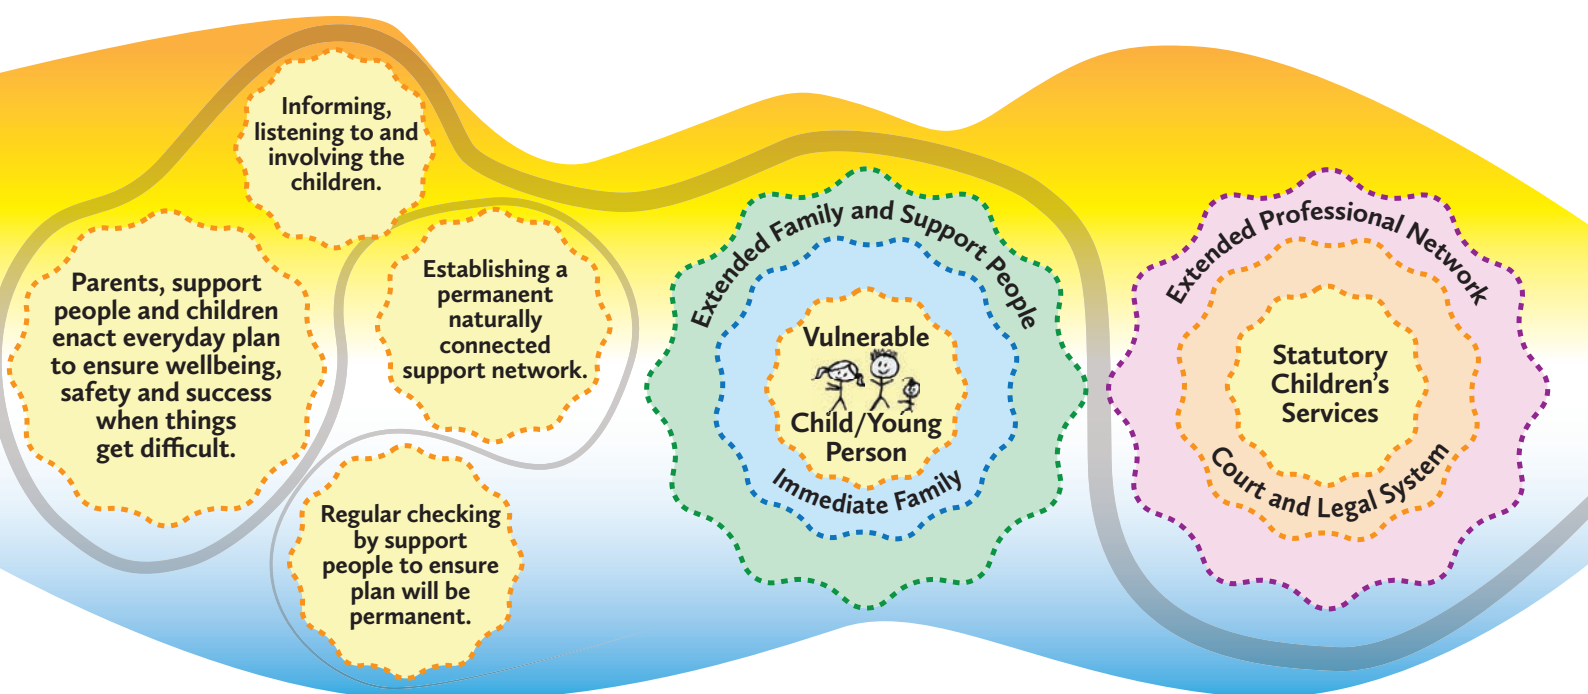 Informing,
listening to and
involving the
children.
Parents, support
people and children
enact everyday plan
to ensure wellbeing,
safety and success
when things
get difficult.
Establishing a
permanent
naturally
connected
support network.
Regular checking
by support
people to ensure
plan will be
permanent.
Extended Family and Support People
Vulnerable
Child/Young
Person
Immediate Family
Extended Professional Network
Statutory
Children’s
Services
Court and Legal System